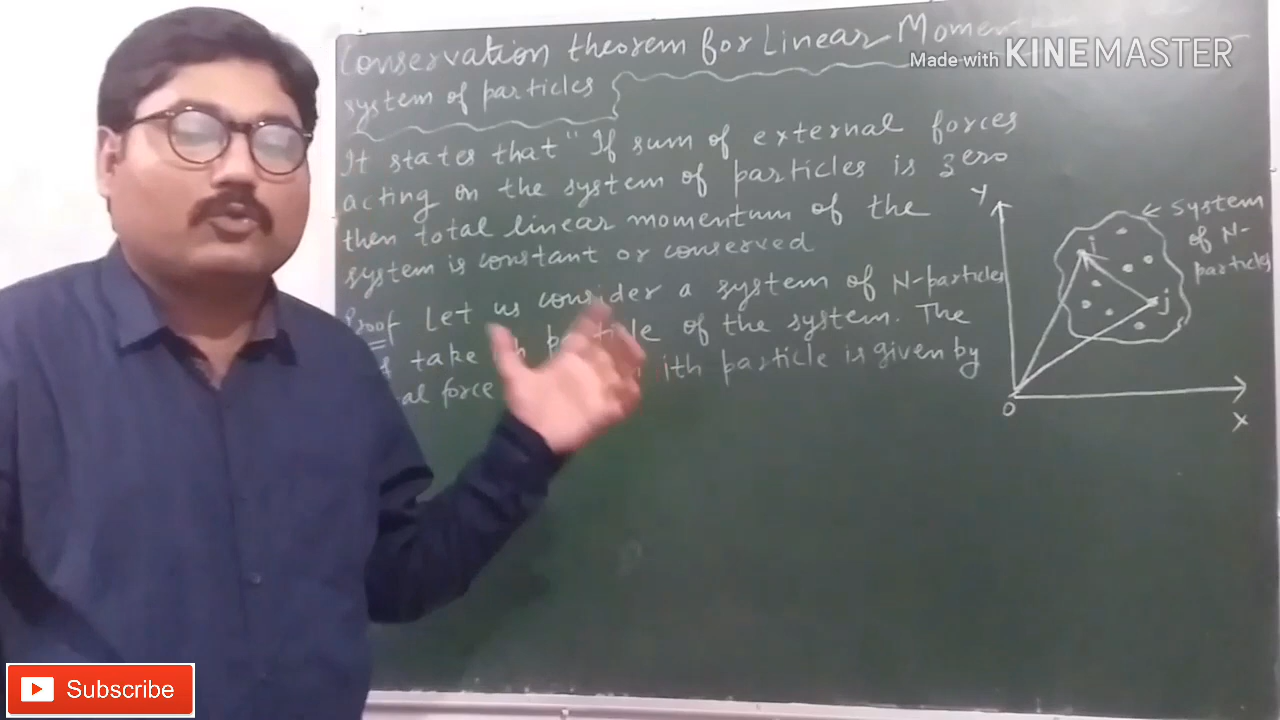 Conservation theorem for Linear
Made with KINEMASTER
system of particles
It states that " If sum of external forces
acting on the system of particles is zero
then total linear momentum of the
system is constant or conserved
Proof Let us consider a system of N-particles
take particle of the system. The
force ith particle is given by
Y
system
of N-
particles
i
j
O
X
Subscribe